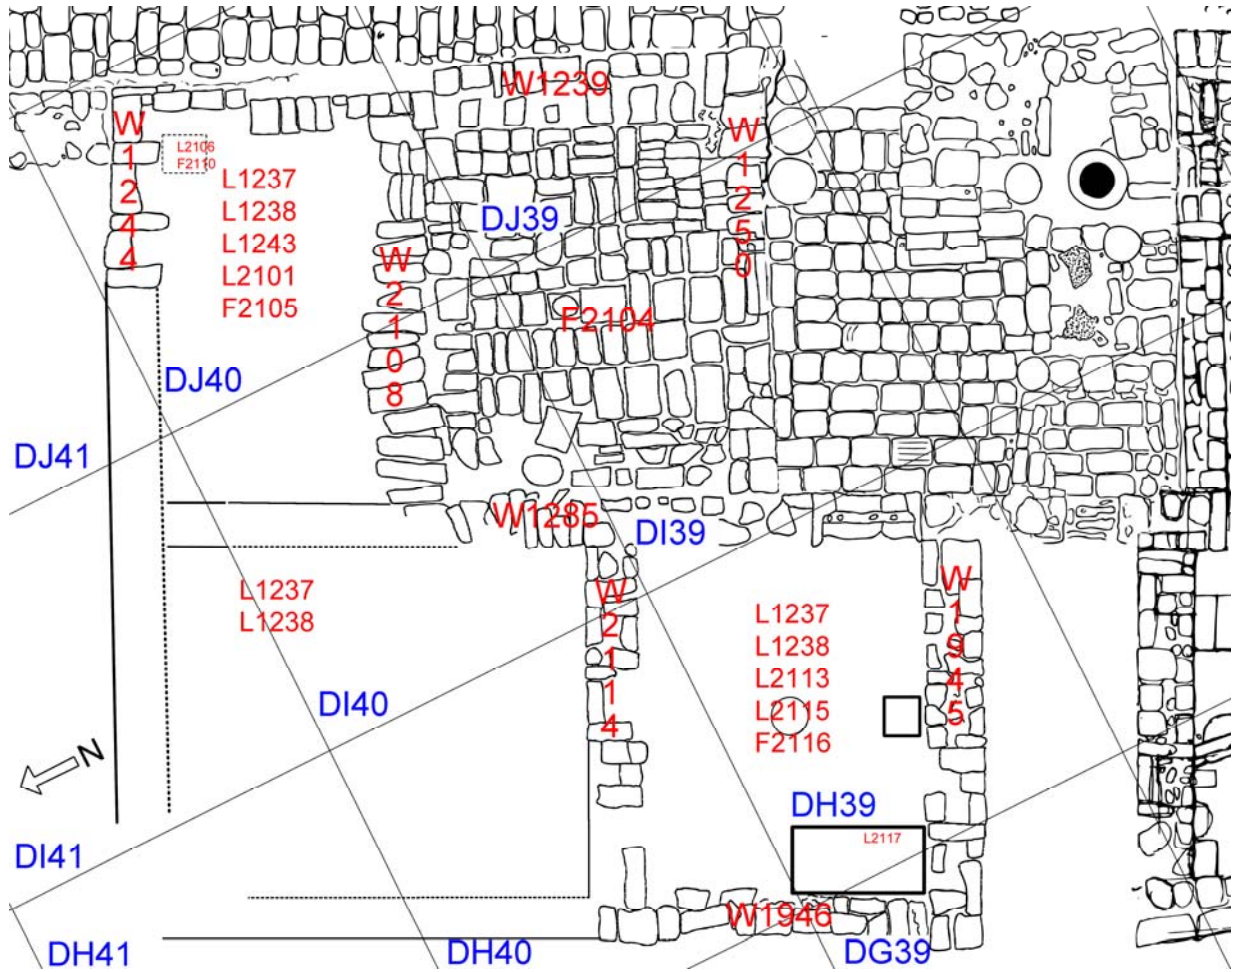 W1239
W1244
L2106
F2110
L1237
L1238
L1243
L2101
F2105
W1250
DJ39
W2108
F2104
DJ40
DJ41
W1285
DI39
L1237
L1238
W2114
W1945
L1237
L1238
L2113
L2115
F2116
DI40
N
DH39
L2117
DI41
W1946
DH41
DH40
DG39